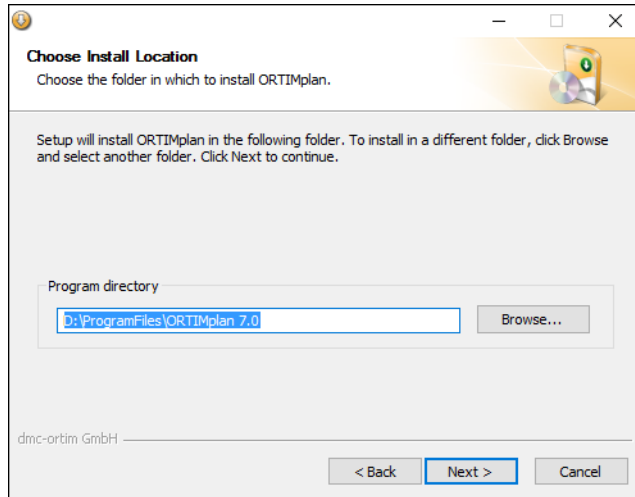 Choose Install Location
Choose the folder in which to install ORTIMplan.
Setup will install ORTIMplan in the following folder. To install in a different folder, click Browse
and select another folder. Click Next to continue.
Program directory
D:\ProgramFiles\ORTIMplan 7.0
Browse...
dmc-ortim GmbH
< Back
Next >
Cancel